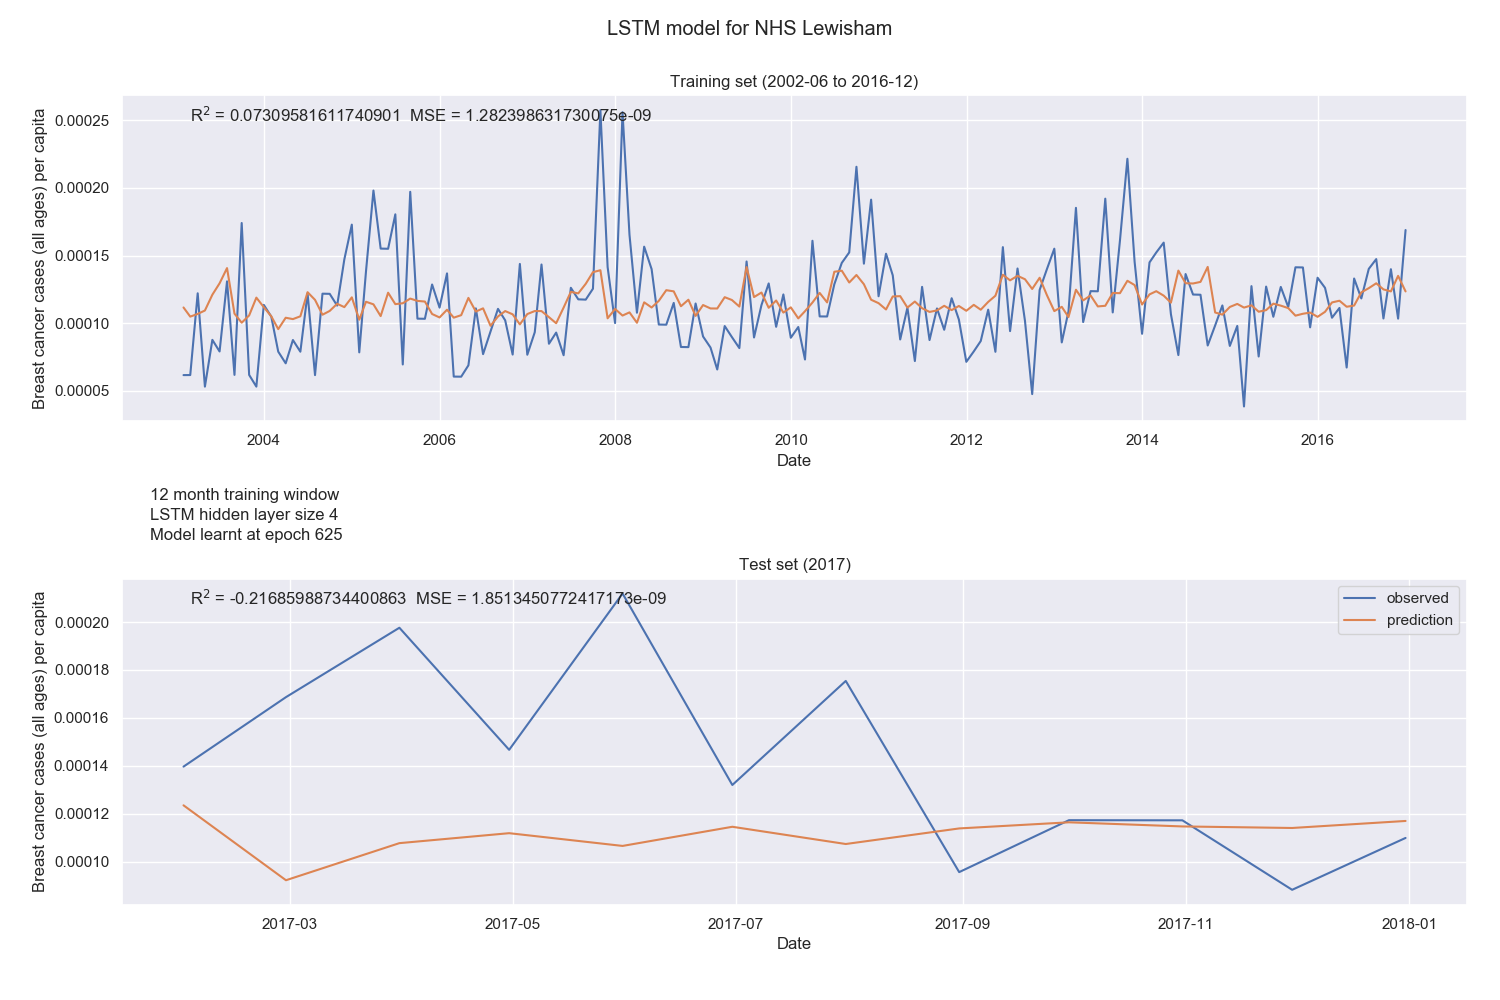 LSTM model for NHS Lewisham
Training set (2002-06 to 2016-12)
R² = 0.07309581611740901 MSE = 1.282398631730075e-09
Breast cancer cases (all ages) per capita
0.00025
0.00020
0.00015
0.00010
0.00005
2004 2006 2008 2010 2012 2014 2016
Date
12 month training window
LSTM hidden layer size 4
Model learnt at epoch 625
Test set (2017)
R² = -0.21685988734400863 MSE = 1.8513450772417173e-09
observed
prediction
Breast cancer cases (all ages) per capita
0.00020
0.00018
0.00016
0.00014
0.00012
0.00010
2017-03 2017-05 2017-07 2017-09 2017-11 2018-01
Date